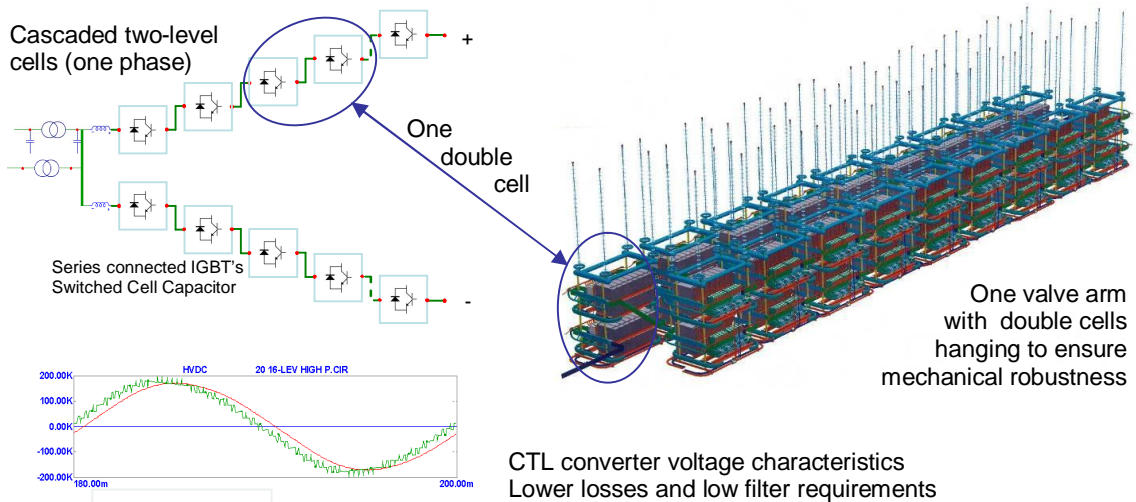 Cascaded two-level
cells (one phase)
+
One
double
cell
Series connected IGBT's
Switched Cell Capacitor
-
One valve arm
with double cells
hanging to ensure
mechanical robustness
HVDC 20 16-LEV HIGH P.CIR
200.00K
100.00K
0.00K
-100.00K
-200.00K
180.00m 200.00m
CTL converter voltage characteristics
Lower losses and low filter requirements